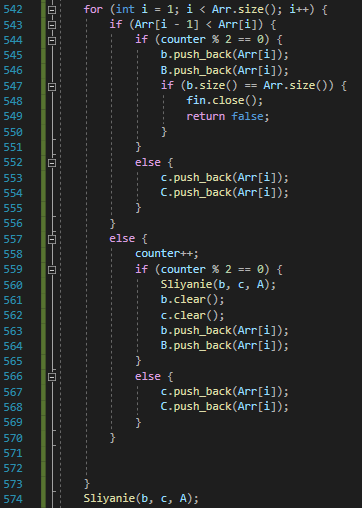 542 for (int i = 1; i < Arr.size(); i++) {
543 if (Arr[i - 1] < Arr[i]) {
544 if (counter % 2 == 0) {
545 b.push_back(Arr[i]);
546 B.push_back(Arr[i]);
547 if (b.size() == Arr.size()) {
548 fin.close();
549 return false;
550 }
551 }
552 else {
553 c.push_back(Arr[i]);
554 C.push_back(Arr[i]);
555 }
556 }
557 else {
558 counter++;
559 if (counter % 2 == 0) {
560 Sliyanie(b, c, A);
561 b.clear();
562 c.clear();
563 b.push_back(Arr[i]);
564 B.push_back(Arr[i]);
565 }
566 else {
567 c.push_back(Arr[i]);
568 C.push_back(Arr[i]);
569 }
570 }
571
572
573 }
574 Sliyanie(b, c, A);